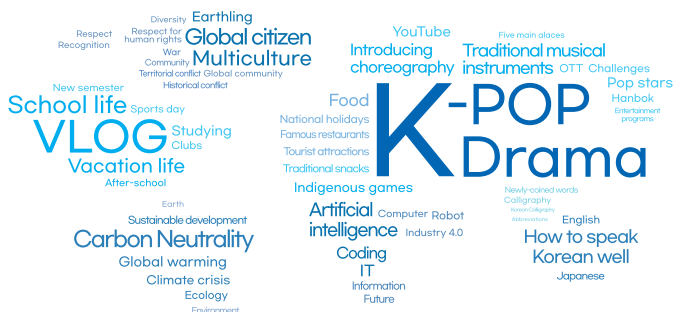 Diversity
Earthling
Respect for
human rights
Global citizen
War
Community
Multiculture
Territorial conflict
Global community
Historical conflict
Respect
Recognition
New semester
School life
Sports day
VLOG
Studying
Clubs
Vacation life
After-school
Earth
Sustainable development
Carbon Neutrality
Global warming
Climate crisis
Ecology
Environment
YouTube
Introducing
choreography
Five main alaces
Traditional musical
instruments
OTT
Challenges
Pop stars
Hanbok
Entertainment
programs
Food
National holidays
Famous restaurants
Tourist attractions
Traditional snacks
K-POP
Drama
Indigenous games
Artificial
intelligence
Computer
Robot
Industry 4.0
Coding
IT
Information
Future
Newly-coined words
Calligraphy
Korean Calligraphy
Abbreviations
English
How to speak
Korean well
Japanese